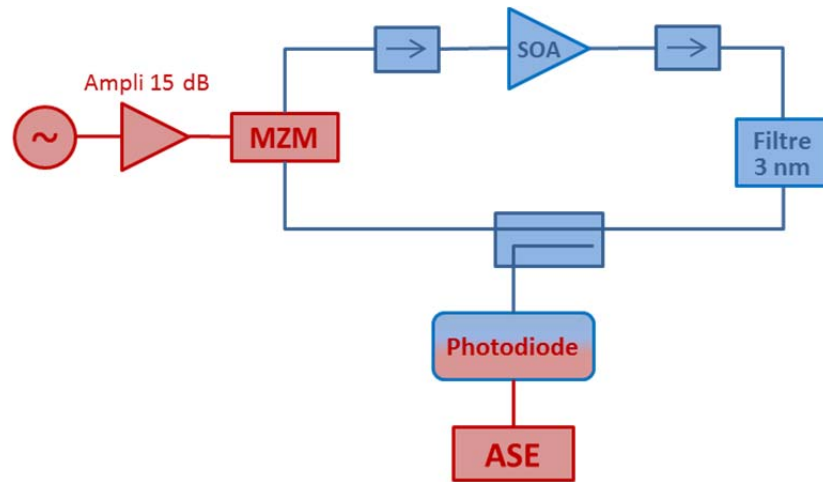 SOA
Ampli 15 dB
~
MZM
Filtre
3 nm
Photodiode
ASE